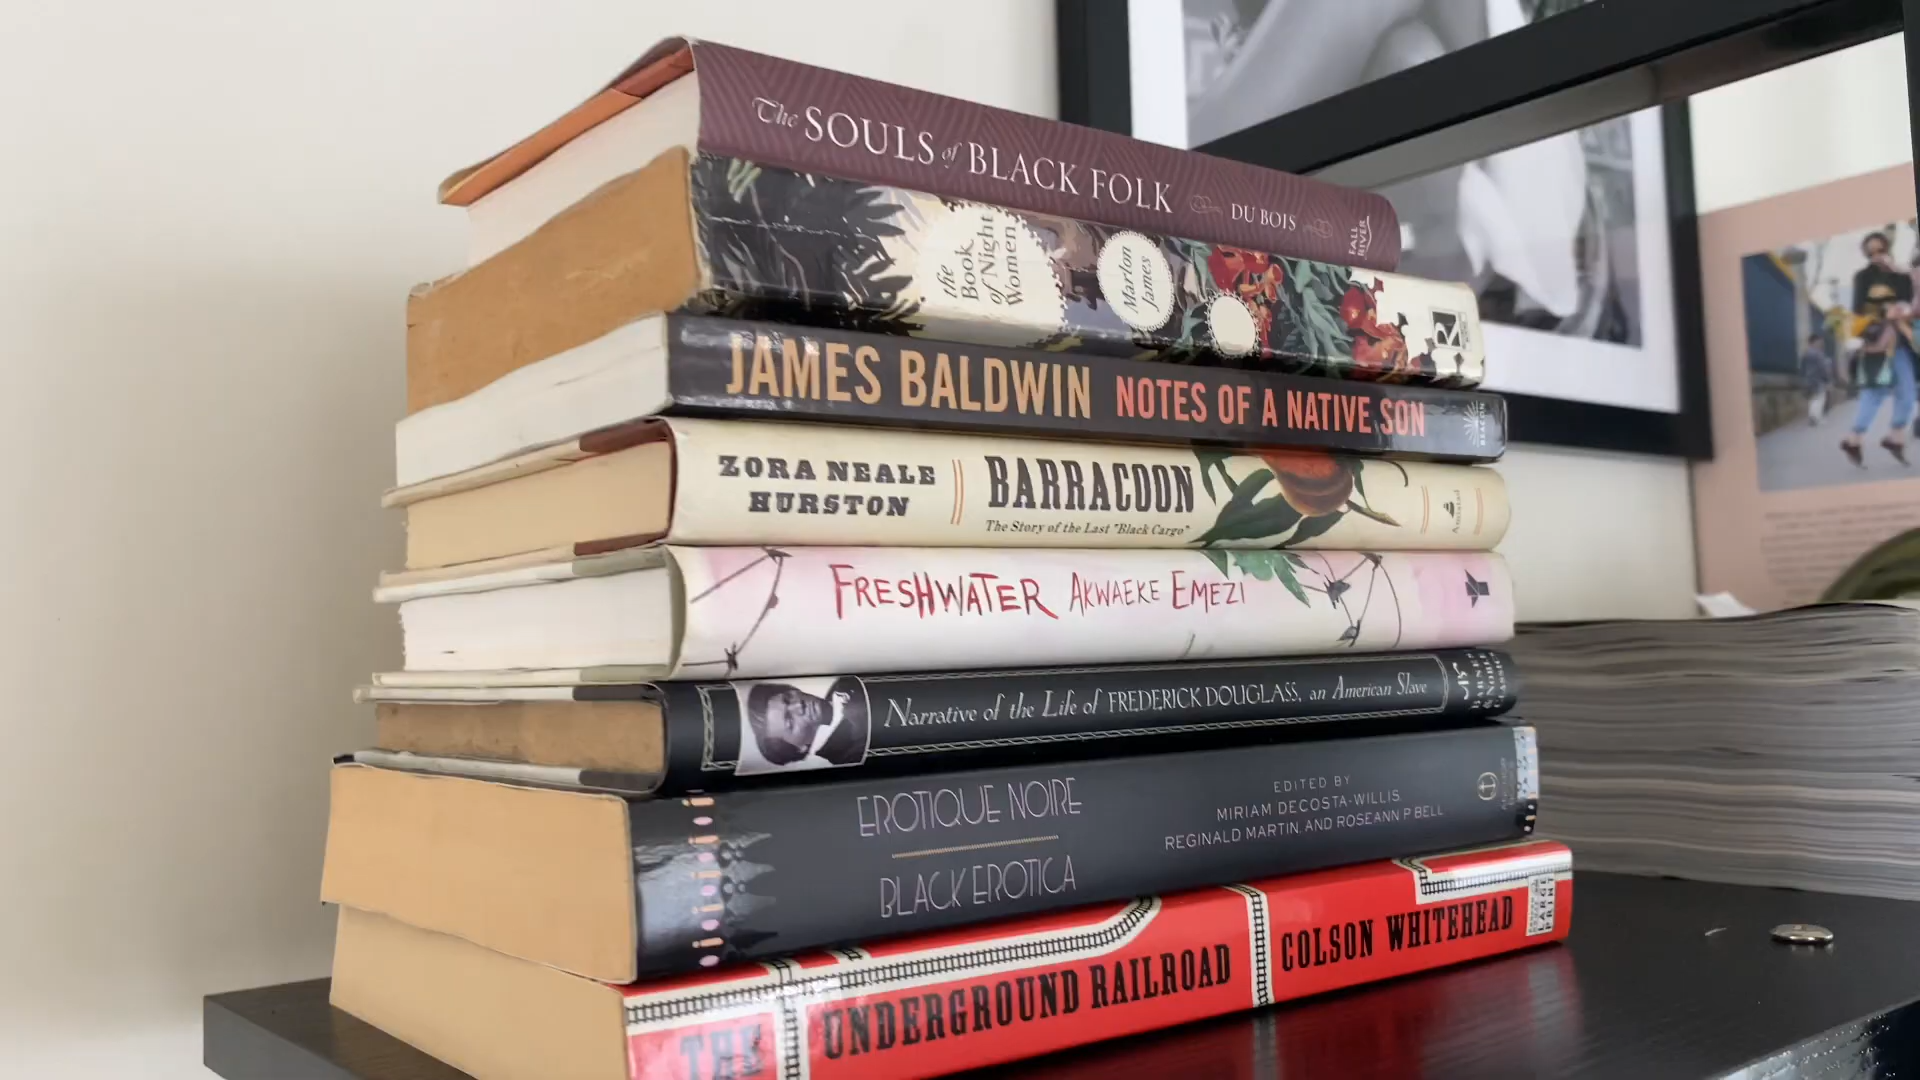 The SOULS of BLACK FOLK DU BOIS FALL RIVER
the Book of Night Women Marlon James R
JAMES BALDWIN NOTES OF A NATIVE SON BEACON
ZORA NEALE
HURSTON
BARRACOON
The Story of the Last "Black Cargo"
Amistad
FRESHWATER AKWAEKE EMEZI
Narrative of the Life of FREDERICK DOUGLASS, an American Slave
EROTIQUE NOIRE
BLACK EROTICA
EDITED BY
MIRIAM DECOSTA-WILLIS
REGINALD MARTIN, AND ROSEANN P BELL
THE UNDERGROUND RAILROAD COLSON WHITEHEAD
LARGE
PRINT